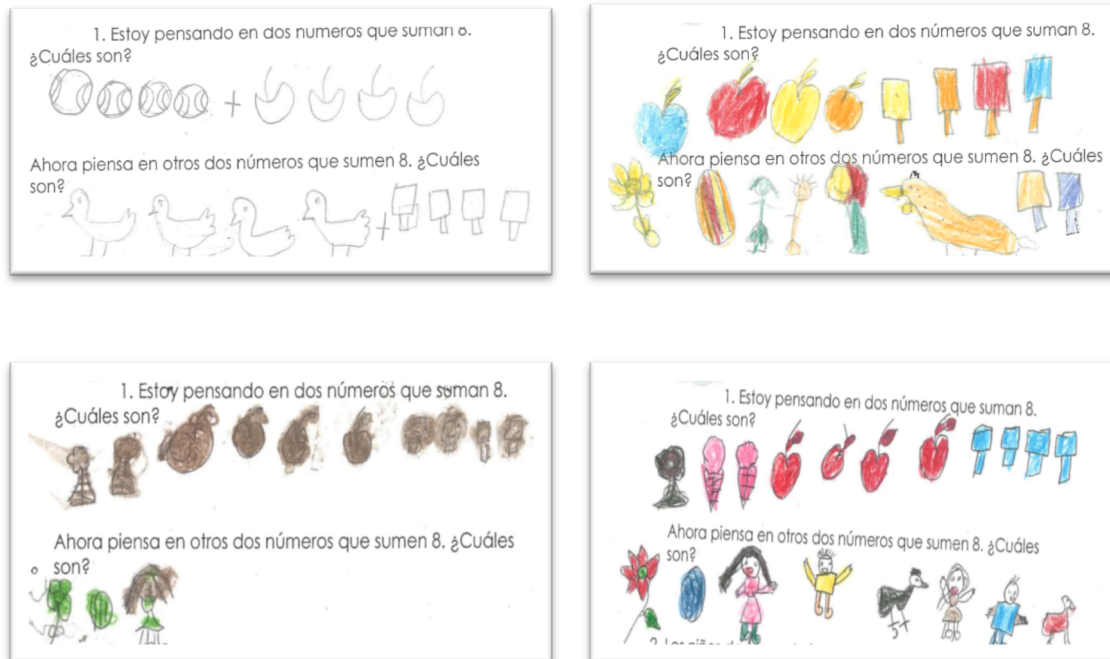 1. Estoy pensando en dos numeros que suman 8.
¿Cuáles son?
+
Ahora piensa en otros dos números que sumen 8. ¿Cuáles
son?
+
1. Estoy pensando en dos números que suman 8.
¿Cuáles son?
Ahora piensa en otros dos números que sumen 8. ¿Cuáles
son?
1. Estoy pensando en dos números que suman 8.
¿Cuáles son?
Ahora piensa en otros dos números que sumen 8. ¿Cuáles
son?
1. Estoy pensando en dos números que suman 8.
¿Cuáles son?
Ahora piensa en otros dos números que sumen 8. ¿Cuáles
son?